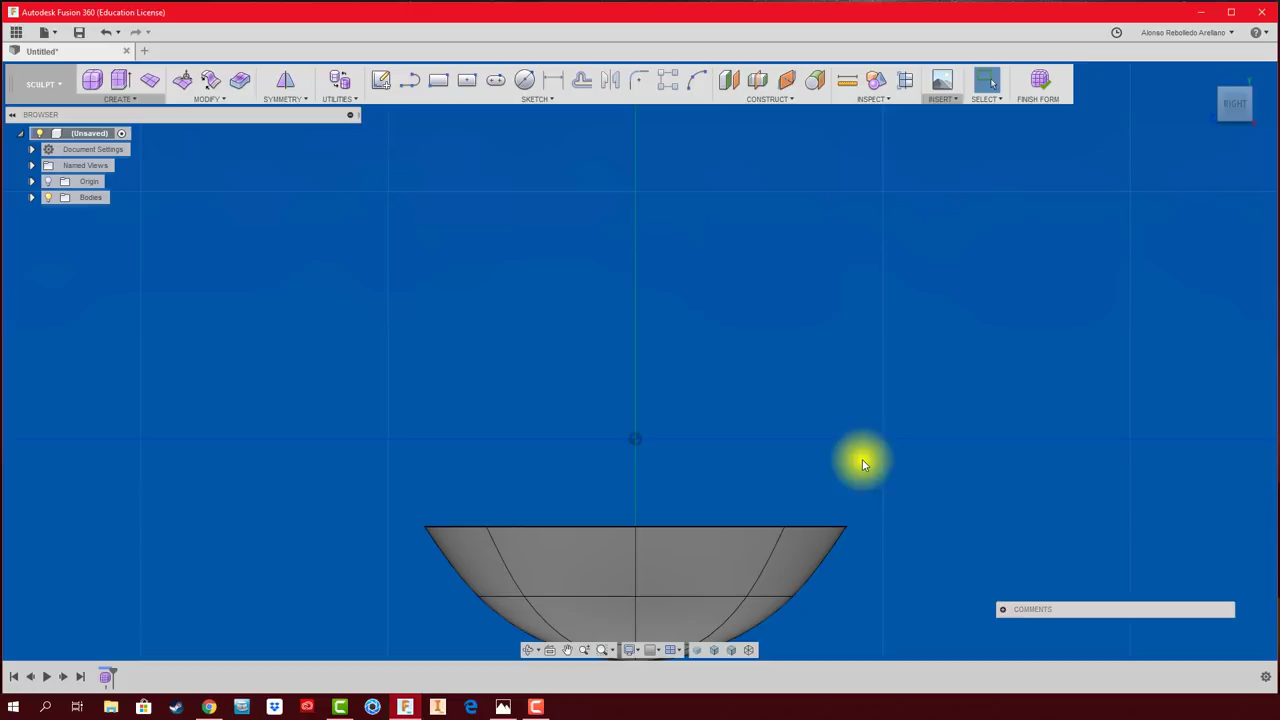 Autodesk Fusion 360 (Education License)
Alonso Rebolledo Arellano
Untitled*
SCULPT
CREATE
MODIFY
SYMMETRY
UTILITIES
SKETCH
CONSTRUCT
INSPECT
INSERT
SELECT
FINISH FORM
BROWSER
RIGHT
(Unsaved)
Document Settings
Named Views
Origin
Bodies
COMMENTS